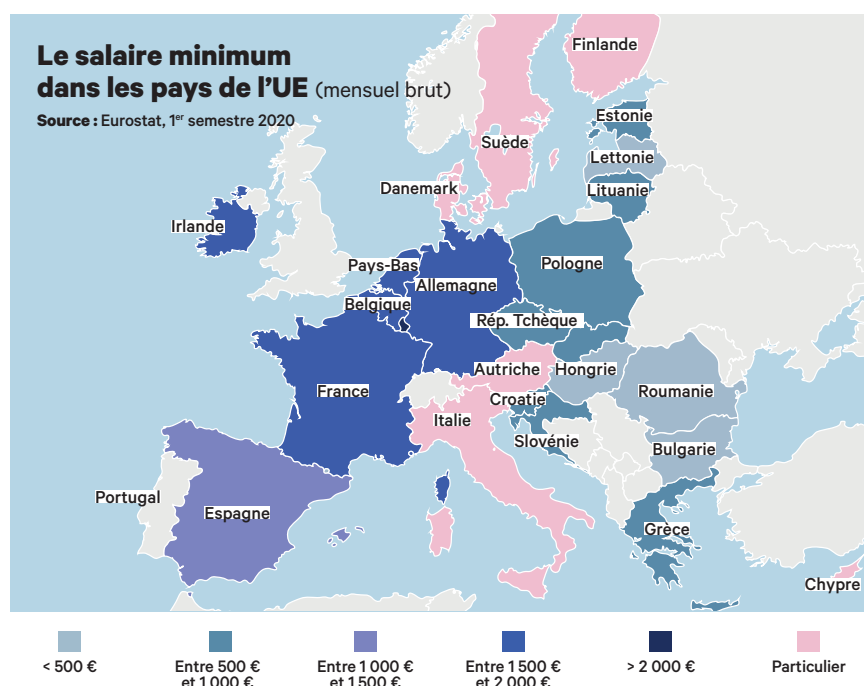 Le salaire minimum
dans les pays de l'UE (mensuel brut)
Source : Eurostat, 1er semestre 2020
Finlande
Estonie
Suède
Lettonie
Lituanie
Danemark
Irlande
Pays-Bas
Pologne
Allemagne
Belgique
Rép. Tchèque
Autriche
Hongrie
France
Roumanie
Croatie
Italie
Slovénie
Bulgarie
Portugal
Espagne
Grèce
Chypre
< 500 €
Entre 500 €
et 1 000 €
Entre 1 000 €
et 1 500 €
Entre 1 500 €
et 2 000 €
> 2 000 €
Particulier